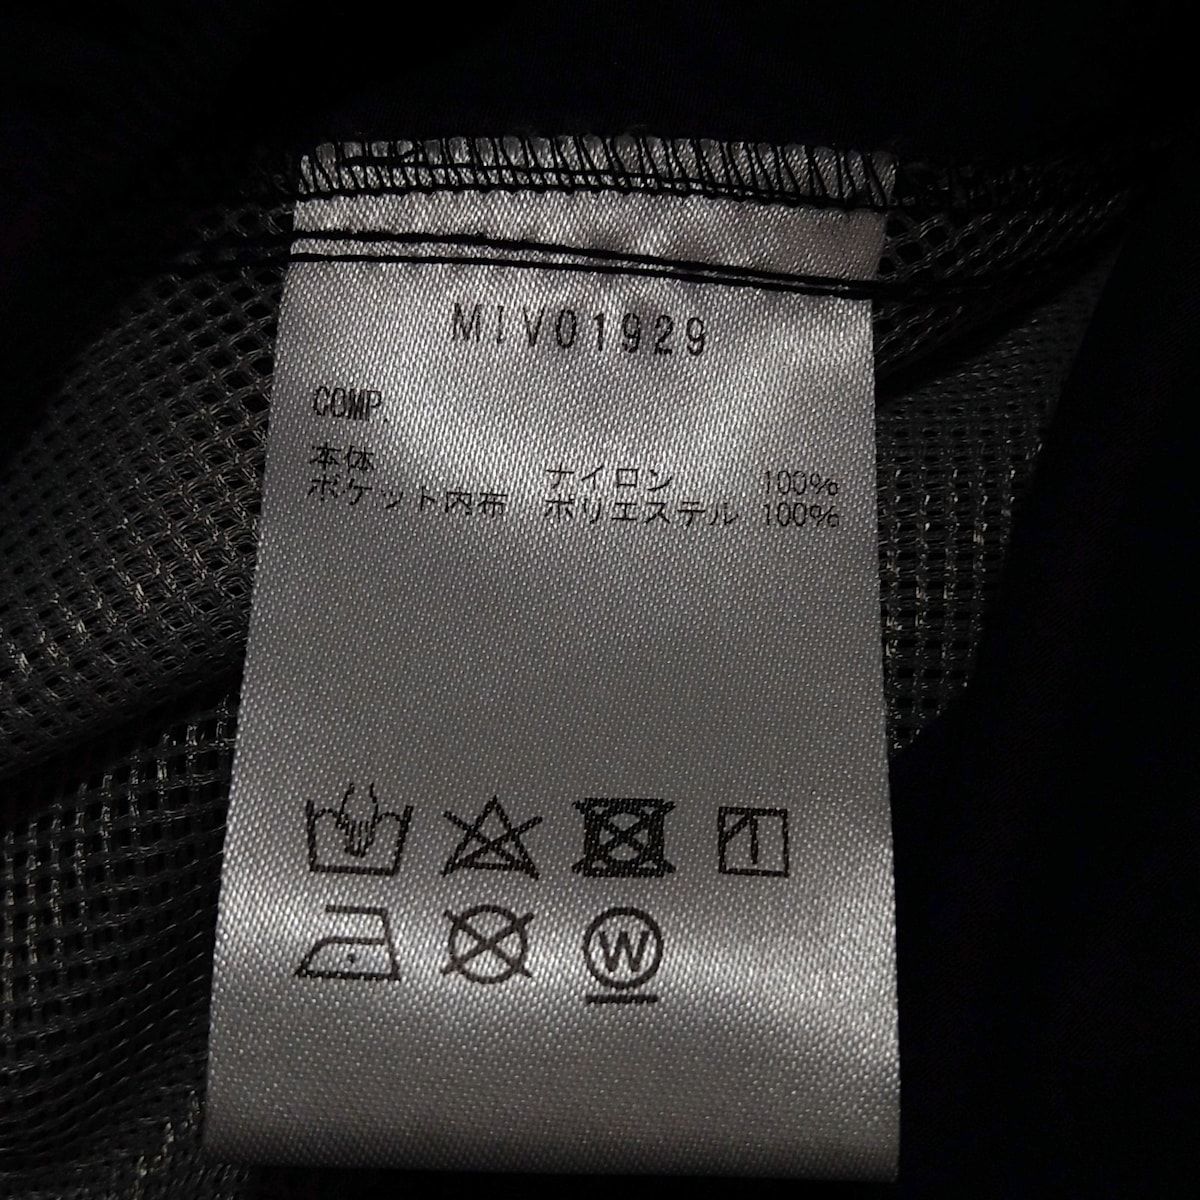 MIV01929
COMP.
本体 ナイロン 100%
ポケット内布 ポリエステル 100%
W